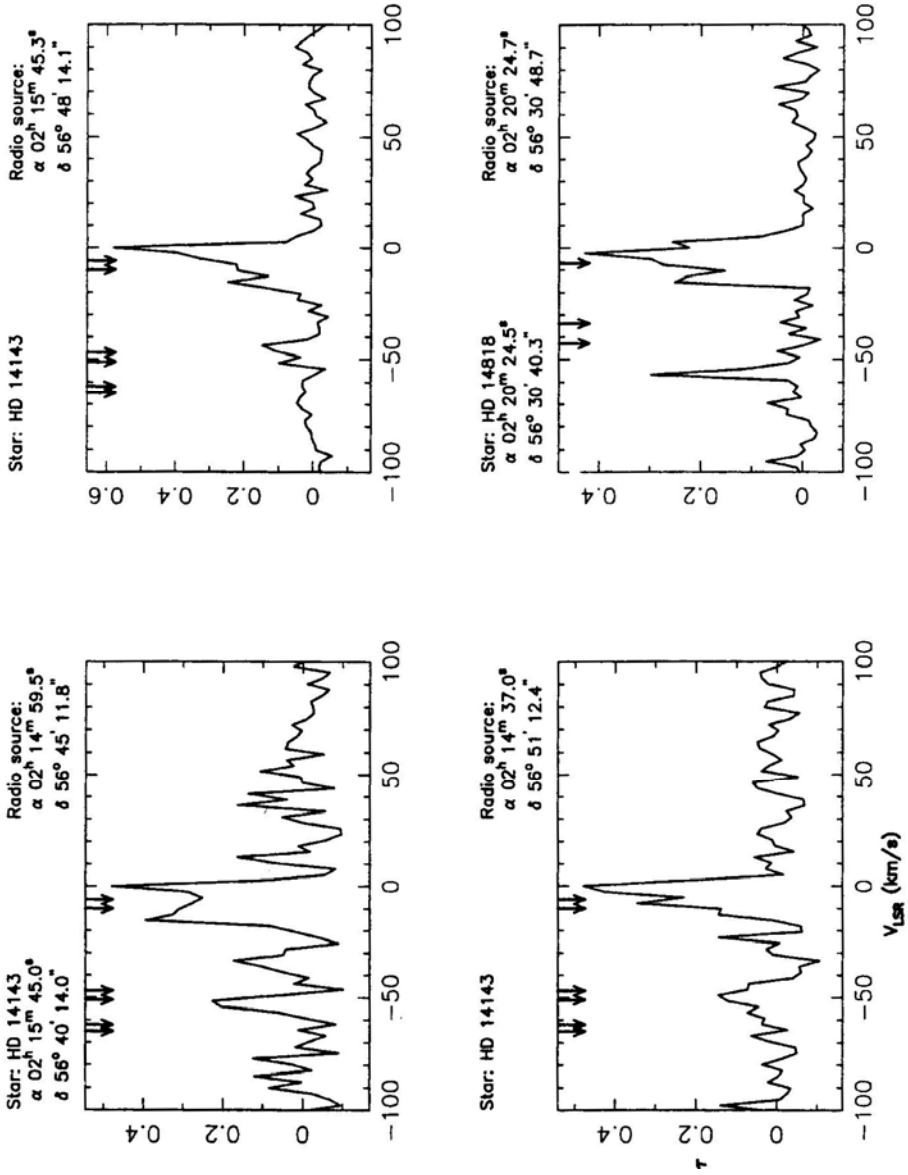 Star: HD 14143
α 02ʰ 15ᵐ 45.0ˢ
δ 56° 40' 14.0"
Radio source:
α 02ʰ 14ᵐ 59.5ˢ
δ 56° 45' 11.8"
0.4
0.2
0
−100
−50
0
50
100
Star: HD 14143
Radio source:
α 02ʰ 15ᵐ 45.3ˢ
δ 56° 48' 14.1"
0.6
0.4
0.2
0
−100
−50
0
50
100
Star: HD 14143
Radio source:
α 02ʰ 14ᵐ 37.0ˢ
δ 56° 51' 12.4"
0.4
0.2
0
τ
−100
−50
0
50
100
V_LSR (km/s)
Star: HD 14818
α 02ʰ 20ᵐ 24.5ˢ
δ 56° 30' 40.3"
Radio source:
α 02ʰ 20ᵐ 24.7ˢ
δ 56° 30' 48.7"
0.4
0.2
0
−100
−50
0
50
100